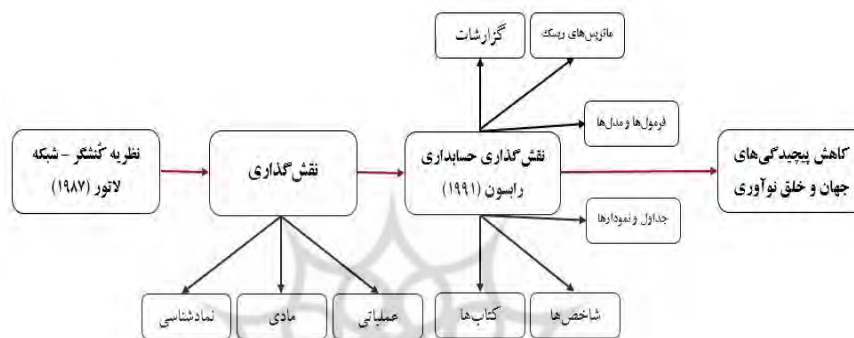 گزارشات
ماتریس‌های ریسک
فرمول‌ها و مدل‌ها
نظریه کُنشگر – شبکه
لاتور (۱۹۸۷)
نقش‌گذاری
نقش‌گذاری حسابداری
رابسون (۱۹۹۱)
کاهش پیچیدگی‌های
جهان و خلق نوآوری
جداول و نمودارها
نمادشناسی
مادی
عملیاتی
کتاب‌ها
شاخص‌ها